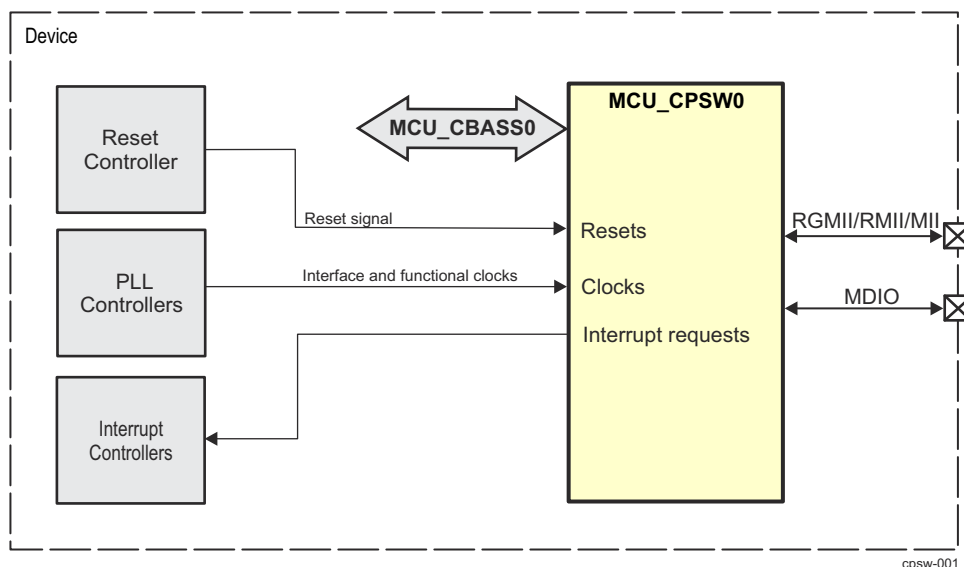 Device
MCU_CPSW0
MCU_CBASS0
Reset
Controller
Reset signal
Resets
RGMII/RMII/MII
PLL
Controllers
Interface and functional clocks
Clocks
MDIO
Interrupt requests
Interrupt
Controllers
cpsw-001